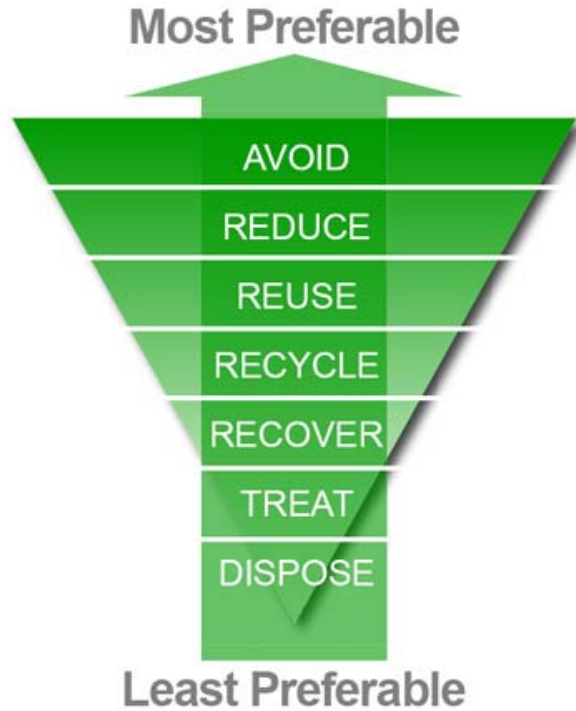 Most Preferable
AVOID
REDUCE
REUSE
RECYCLE
RECOVER
TREAT
DISPOSE
Least Preferable